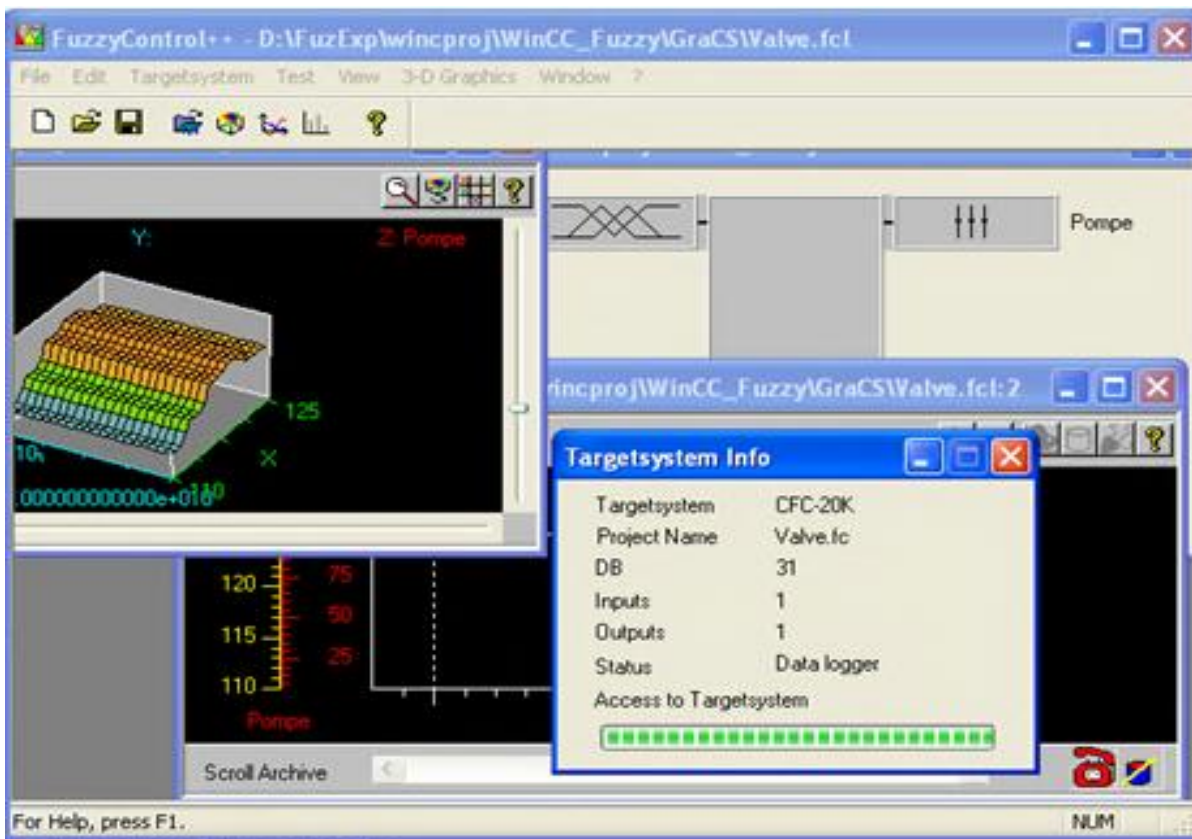 FuzzyControl++ - D:\FuzExp\wincproj\WinCC_Fuzzy\GraCS\Valve.fcl
File Edit Targetsystem Test View 3-D Graphics Window ?
Y:
Z: Pompe
125
X
110
.000000000000e+010
Pompe
wincproj\WinCC_Fuzzy\GraCS\Valve.fcl:2
Targetsystem Info
Targetsystem CFC-20K
Project Name Valve.fc
DB 31
Inputs 1
Outputs 1
Status Data logger
Access to Targetsystem
120 75
50
115
25
110
Pompe
Scroll Archive
For Help, press F1.
NUM